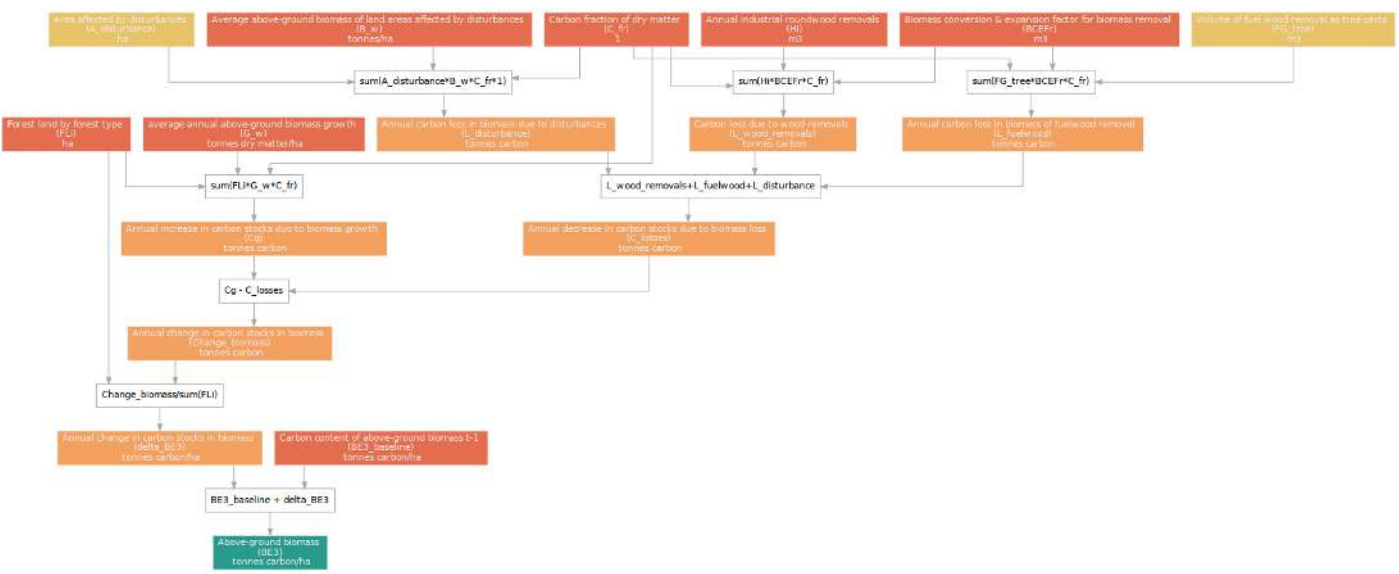 Area affected by disturbances
(A_disturbance)
ha
Average above-ground biomass of land areas affected by disturbances
(B_w)
tonnes/ha
Carbon fraction of dry matter
(C_fr)
1
Annual industrial roundwood removals
(Hi)
m3
Biomass conversion & expansion factor for biomass removal
(BCEFr)
m3
Volume of fuel wood removal as tree parts
(FG_tree)
m3
sum(A_disturbance*B_w*C_fr*1)
sum(Hi*BCEFr*C_fr)
sum(FG_tree*BCEFr*C_fr)
Forest land by forest type
(FLi)
ha
average annual above-ground biomass growth
(G_w)
tonnes dry matter/ha
Annual carbon loss in biomass due to disturbances
(L_disturbance)
tonnes carbon
Carbon loss due to wood removals
(L_wood_removals)
tonnes carbon
Annual carbon loss in biomass of fuelwood removal
(L_fuelwood)
tonnes carbon
sum(FLi*G_w*C_fr)
L_wood_removals+L_fuelwood+L_disturbance
Annual increase in carbon stocks due to biomass growth
(Cg)
tonnes carbon
Annual decrease in carbon stocks due to biomass loss
(C_losses)
tonnes carbon
Cg - C_losses
Annual change in carbon stocks in biomass
(Change_biomass)
tonnes carbon
Change_biomass/sum(FLi)
Annual change in carbon stocks in biomass
(delta_BE3)
tonnes carbon/ha
Carbon content of above-ground biomass t-1
(BE3_baseline)
tonnes carbon/ha
BE3_baseline + delta_BE3
Above-ground biomass
(BE3)
tonnes carbon/ha